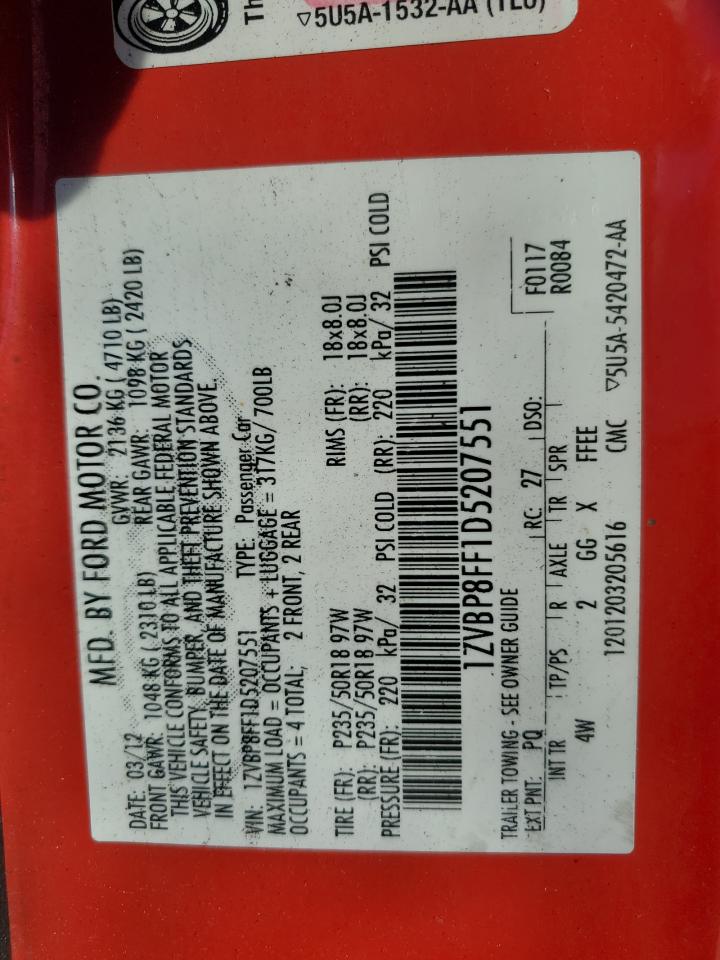 Th
▽5U5A-1532-AA (TLU)
MFD. BY FORD MOTOR CO.
DATE: 03/12 GVWR: 2136 KG ( 4710 LB)
FRONT GAWR: 1048 KG ( 2310 LB) REAR GAWR: 1098 KG ( 2420 LB)
THIS VEHICLE CONFORMS TO ALL APPLICABLE FEDERAL MOTOR
VEHICLE SAFETY, BUMPER, AND THEFT PREVENTION STANDARDS
IN EFFECT ON THE DATE OF MANUFACTURE SHOWN ABOVE.
VIN: 1ZVBP8FF1D5207551 TYPE: Passenger Car
MAXIMUM LOAD = OCCUPANTS + LUGGAGE = 317KG/ 700LB
OCCUPANTS = 4 TOTAL; 2 FRONT, 2 REAR
TIRE (FR): P235/50R18 97W RIMS (FR): 18x8.0J
(RR): P235/50R18 97W (RR): 18x8.0J
PRESSURE (FR): 220 kPa/ 32 PSI COLD (RR): 220 kPa/ 32 PSI COLD
1ZVBP8FF1D5207551
TRAILER TOWING - SEE OWNER GUIDE
EXT PNT: PQ RC: 27 DSO: F0117
R0084
INT TR TP/PS R AXLE TR SPR
4W 2 GG X FFEE
1201203205616 CMC ▽5U5A-5420472-AA